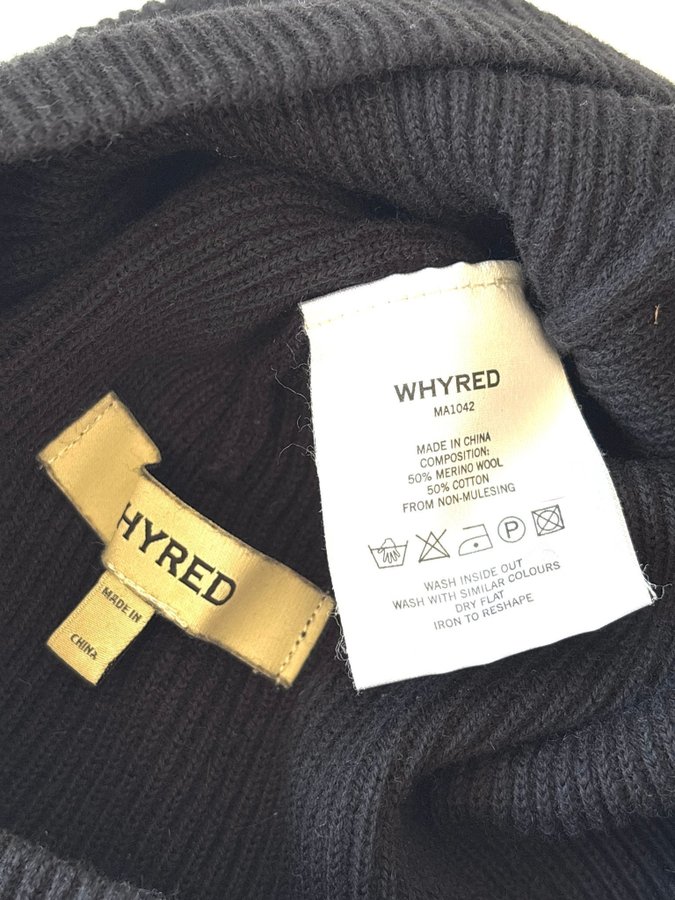 WHYRED
MA1042
MADE IN CHINA
COMPOSITION:
50% MERINO WOOL
50% COTTON
FROM NON-MULESING
P
WASH INSIDE OUT
WASH WITH SIMILAR COLOURS
DRY FLAT
IRON TO RESHAPE
HYRED
MADE IN
CHINA